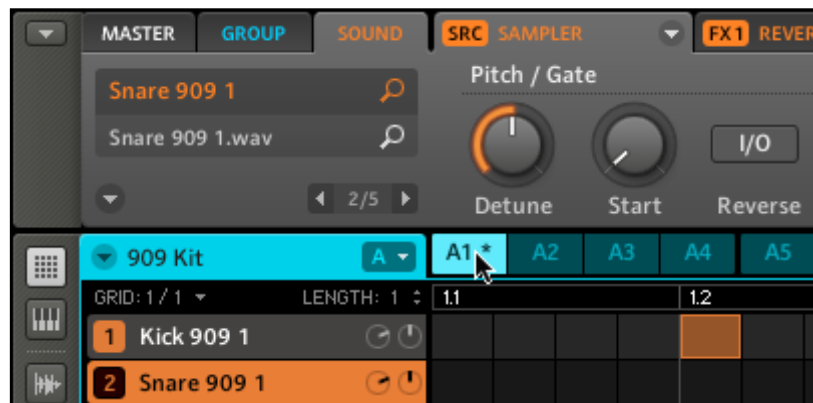 MASTER GROUP SOUND SRC SAMPLER FX1 REVER
Pitch / Gate
Snare 909 1
Snare 909 1.wav
I/O
2/5
Detune Start Reverse
909 Kit A A1 * A2 A3 A4 A5
GRID: 1 / 1 LENGTH: 1 1.1 1.2
1 Kick 909 1
2 Snare 909 1